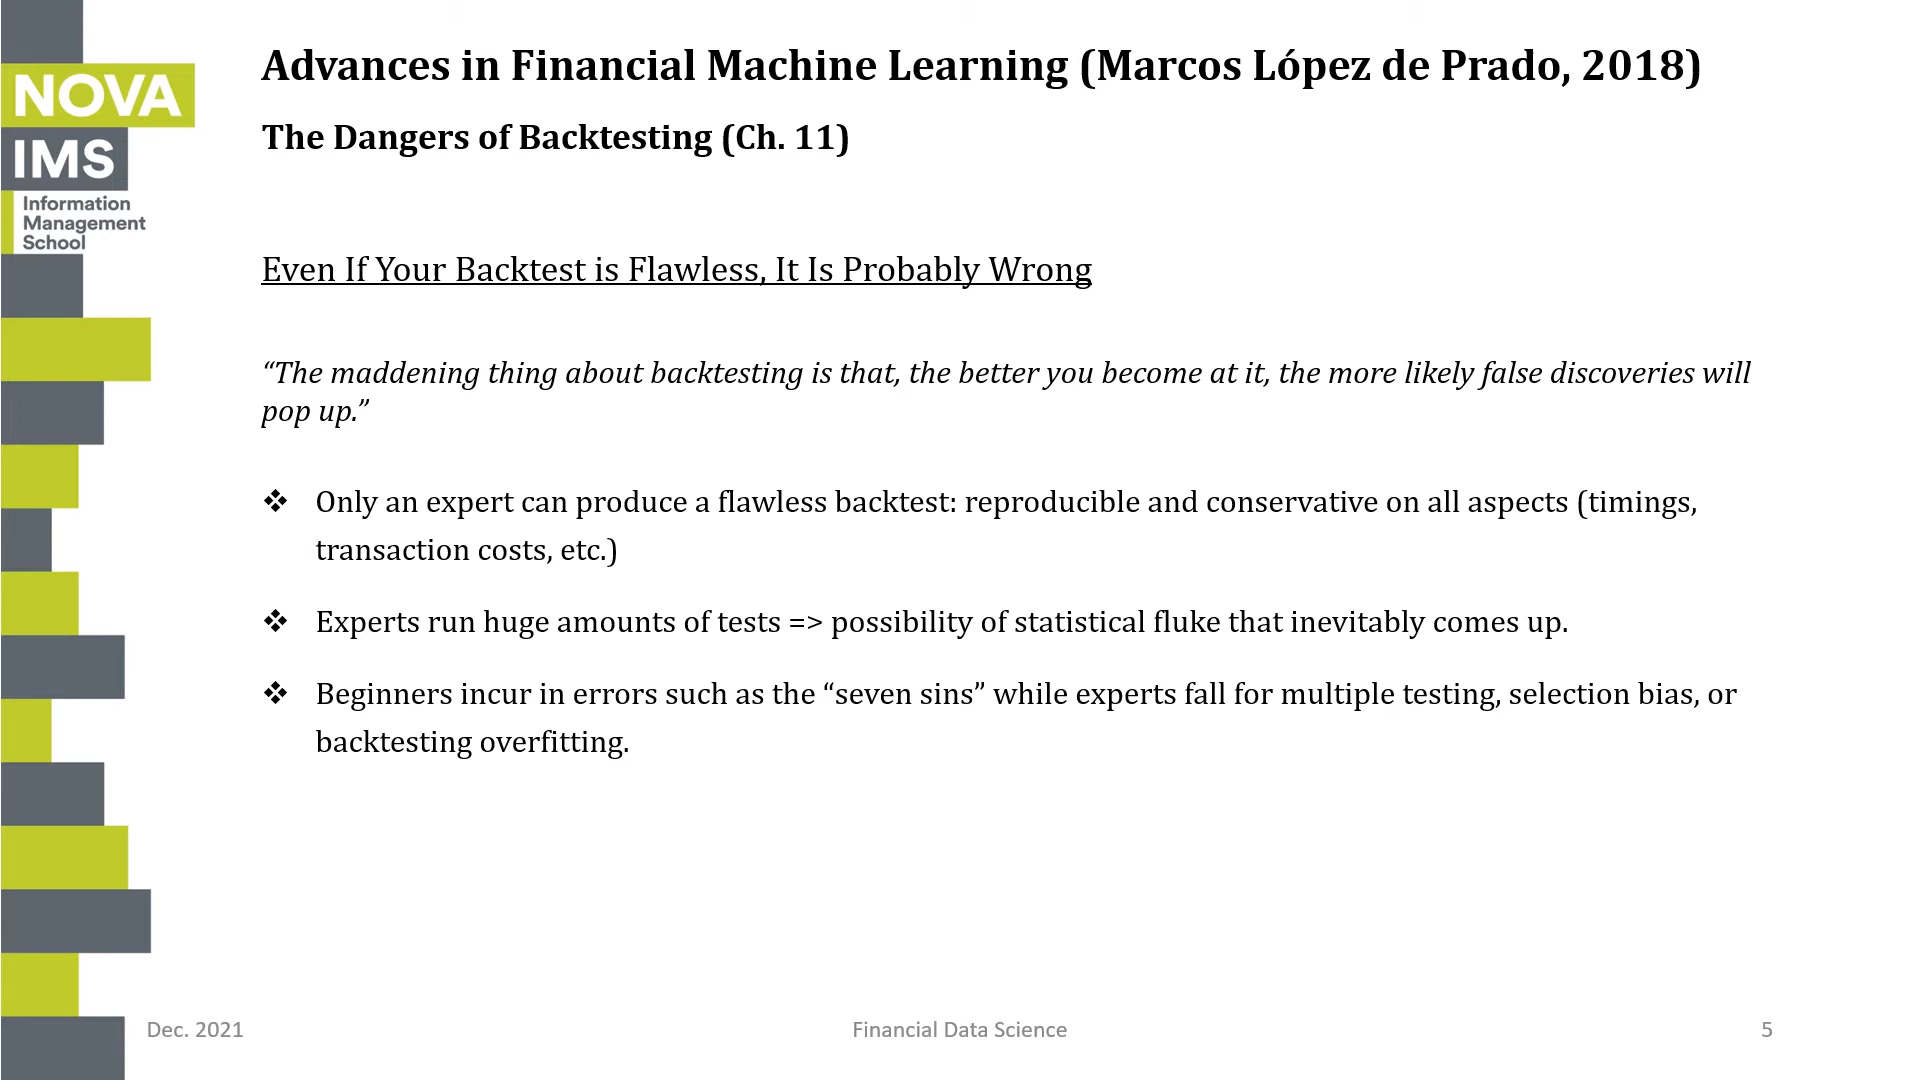 Advances in Financial Machine Learning (Marcos López de Prado, 2018)
The Dangers of Backtesting (Ch. 11)
NOVA
IMS
Information
Management
School
Even If Your Backtest is Flawless, It Is Probably Wrong
“The maddening thing about backtesting is that, the better you become at it, the more likely false discoveries will
pop up.”
❖ Only an expert can produce a flawless backtest: reproducible and conservative on all aspects (timings,
transaction costs, etc.)
❖ Experts run huge amounts of tests => possibility of statistical fluke that inevitably comes up.
❖ Beginners incur in errors such as the “seven sins” while experts fall for multiple testing, selection bias, or
backtesting overfitting.
Dec. 2021
Financial Data Science
5